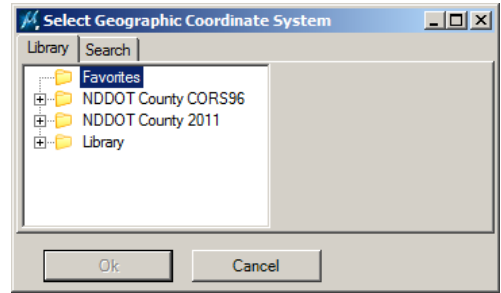 Select Geographic Coordinate System
Library Search
Favorites
NDDOT County CORS96
NDDOT County 2011
Library
Ok Cancel